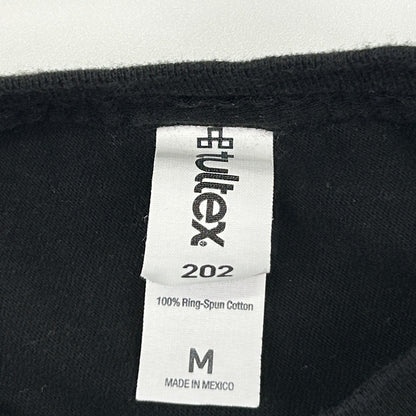 tultex®
202
100% Ring-Spun Cotton
M
MADE IN MEXICO